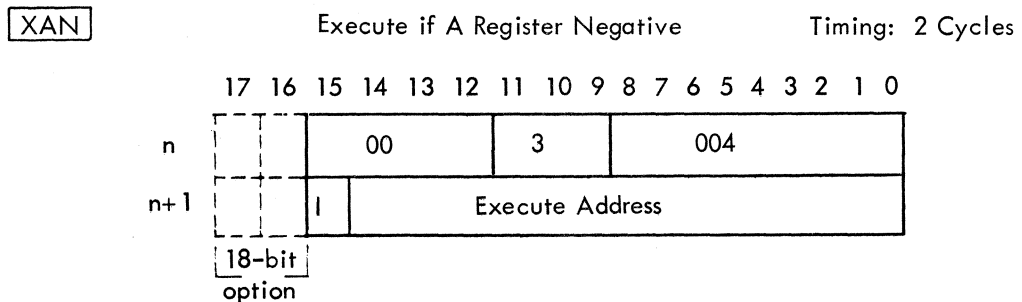 XAN Execute if A Register Negative Timing: 2 Cycles
17 16 15 14 13 12 11 10 9 8 7 6 5 4 3 2 1 0
n 00 3 004
n+1 I Execute Address
18-bit
option